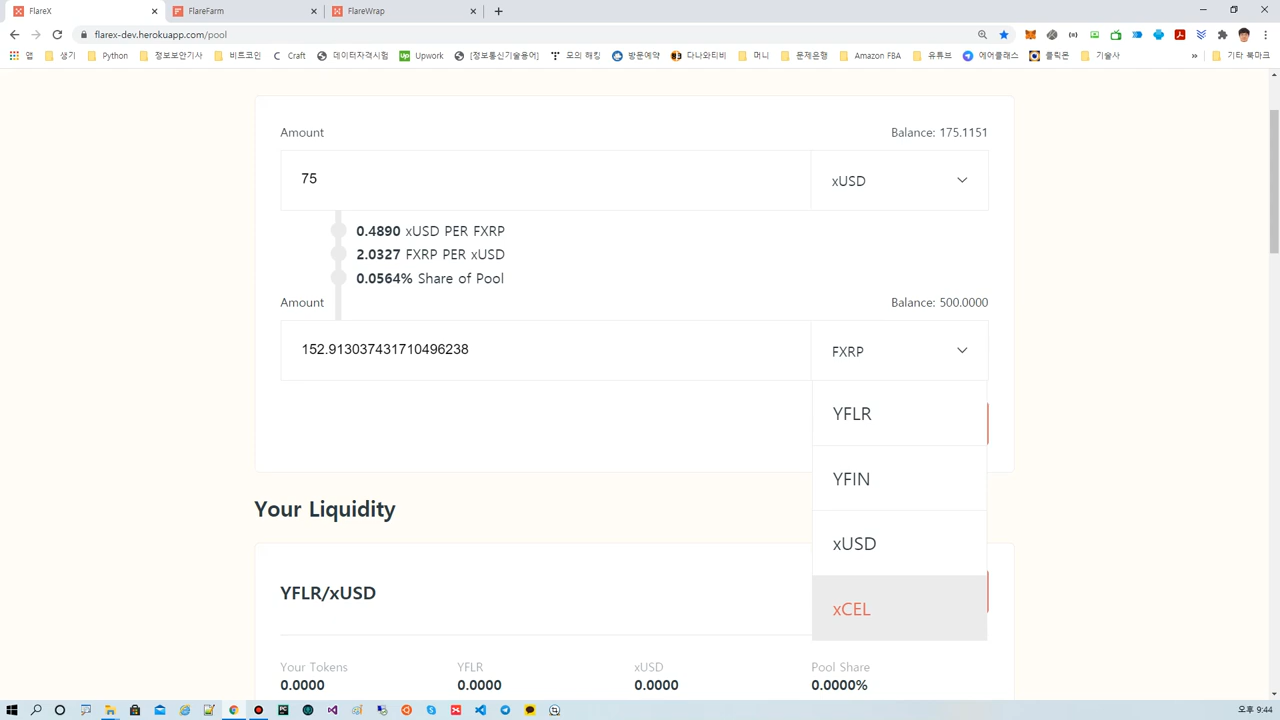 FlareX
FlareFarm
FlareWrap
flarex-dev.herokuapp.com/pool
앱
생기
Python
정보보안기사
비트코인
Craft
데이터자격시험
Upwork
[정보통신기술용어]
모의 해킹
방문예약
다나와티비
머니
문제은행
Amazon FBA
유튜브
에어클래스
클릭몬
기술사
»
기타 북마크
Amount
Balance: 175.1151
75
xUSD
0.4890 xUSD PER FXRP
2.0327 FXRP PER xUSD
0.0564% Share of Pool
Amount
Balance: 500.0000
152.913037431710496238
FXRP
YFLR
YFIN
xUSD
xCEL
Your Liquidity
YFLR/xUSD
Your Tokens
YFLR
xUSD
Pool Share
0.0000
0.0000
0.0000
0.0000%
오후 9:44